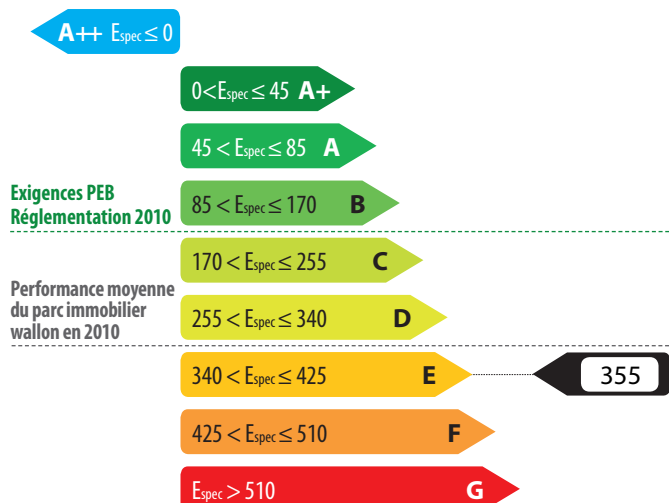 A++ Espec ≤ 0
0<Espec ≤ 45 A+
45 < Espec ≤ 85 A
Exigences PEB
Réglementation 2010
85 < Espec ≤ 170 B
170 < Espec ≤ 255 C
Performance moyenne
du parc immobilier
wallon en 2010
255 < Espec ≤ 340 D
340 < Espec ≤ 425 E
355
425 < Espec ≤ 510 F
Espec > 510 G